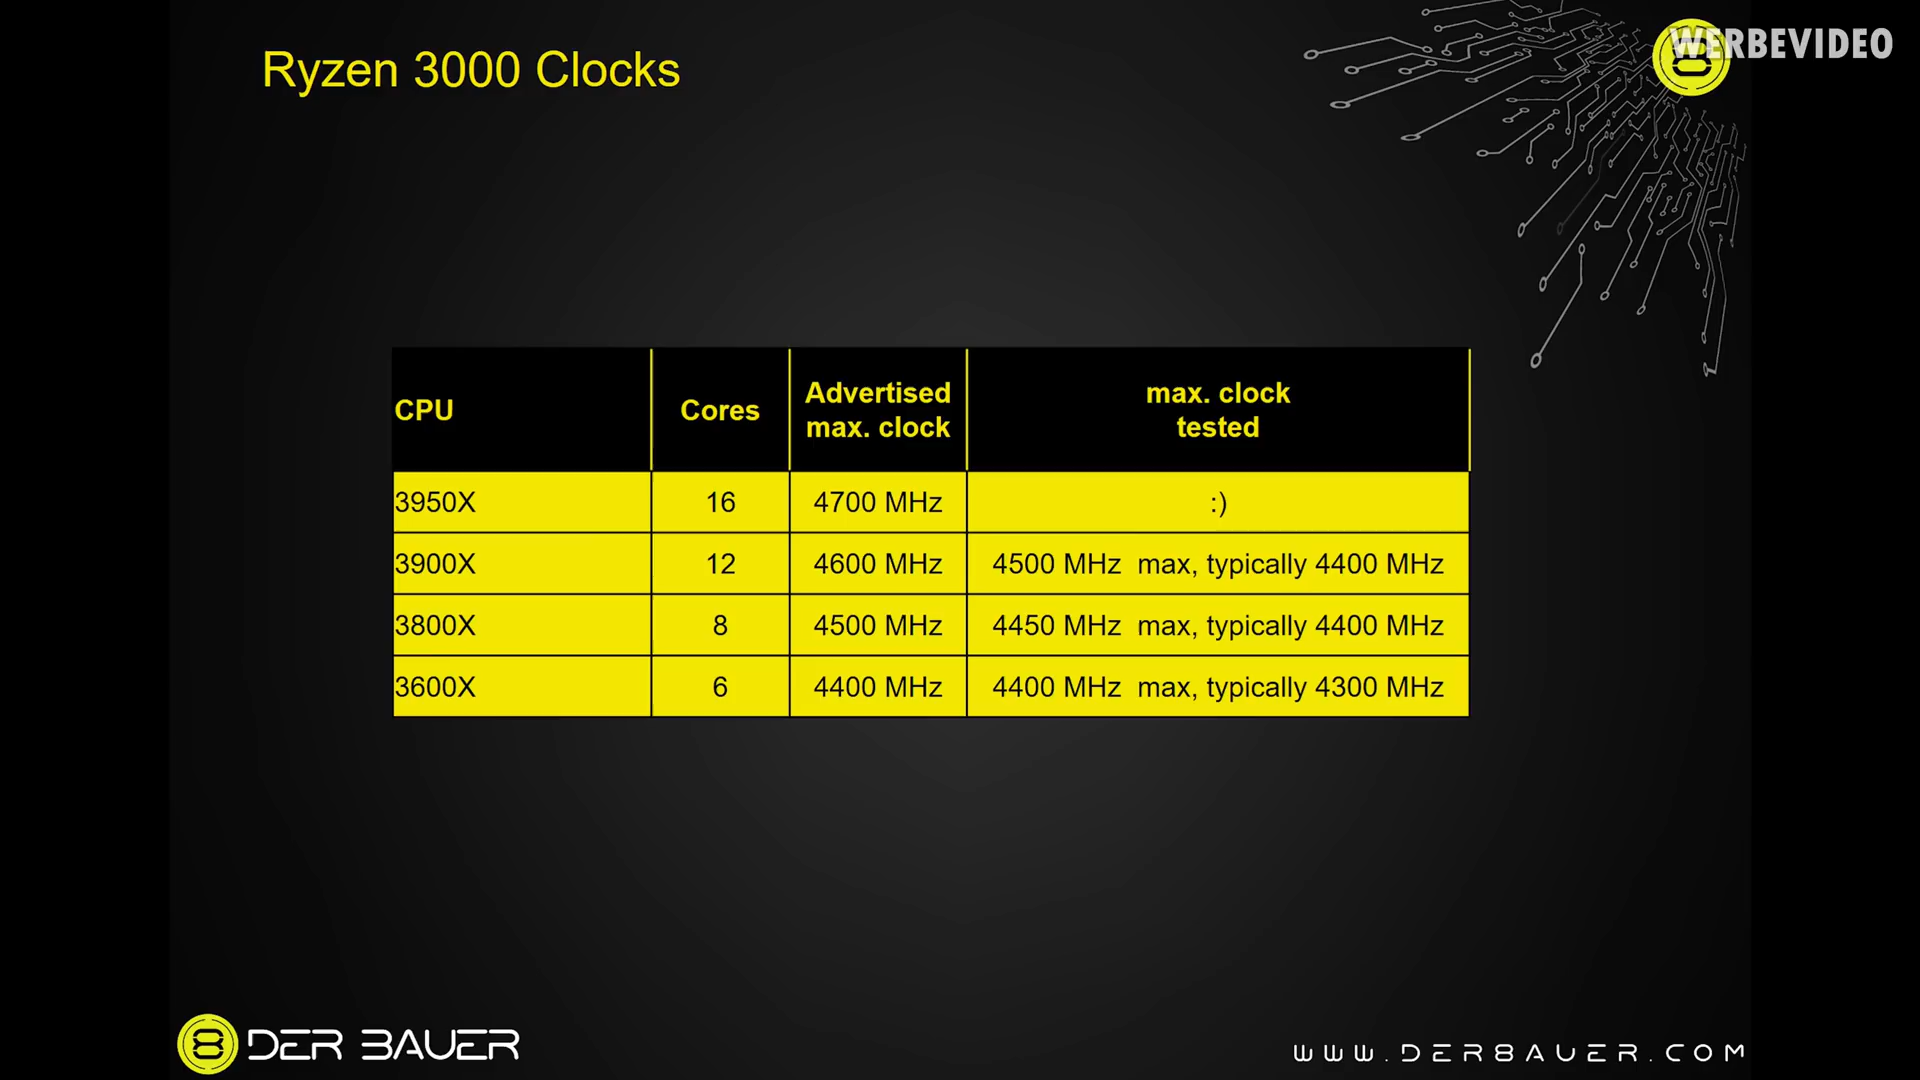 Ryzen 3000 Clocks
WERBEVIDEO
CPU Cores Advertised max. clock max. clock tested
3950X 16 4700 MHz :)
3900X 12 4600 MHz 4500 MHz max, typically 4400 MHz
3800X 8 4500 MHz 4450 MHz max, typically 4400 MHz
3600X 6 4400 MHz 4400 MHz max, typically 4300 MHz
8 DER BAUER
WWW.DER8AUER.COM